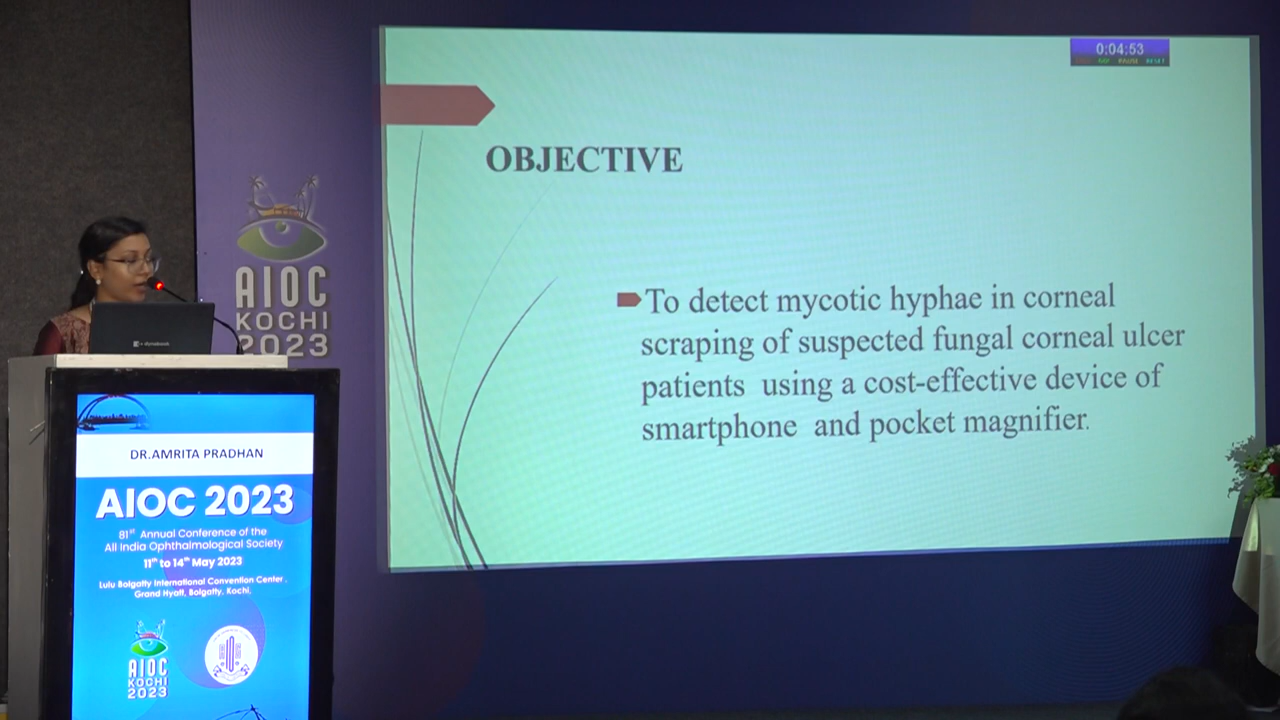 0:04:53
PAUSE
OBJECTIVE
To detect mycotic hyphae in corneal
scraping of suspected fungal corneal ulcer
patients using a cost-effective device of
smartphone and pocket magnifier.
AIOC
KOCHI
2023
dynabook
DR.AMRITA PRADHAN
AIOC 2023
81st Annual Conference of the
All India Ophthalmological Society
11th to 14th May 2023
Lulu Bolgatty International Convention Center,
Grand Hyatt, Bolgatty, Kochi.
AIOC
KOCHI
2023